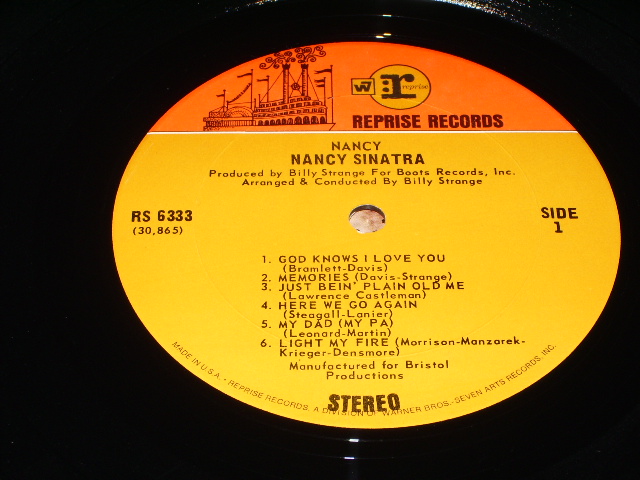 W r reprise
REPRISE RECORDS
NANCY
NANCY SINATRA
Produced by Billy Strange For Boots Records, Inc.
Arranged & Conducted By Billy Strange
RS 6333
(30,865)
SIDE
1
1. GOD KNOWS I LOVE YOU
(Bramlett-Davis)
2. MEMORIES (Davis-Strange)
3. JUST BEIN' PLAIN OLD ME
(Lawrence Castleman)
4. HERE WE GO AGAIN
(Steagall-Lanier)
5. MY DAD (MY PA)
(Leonard-Martin)
6. LIGHT MY FIRE (Morrison-Manzarek-
Krieger-Densmore)
Manufactured for Bristol
Productions
STEREO
MADE IN U.S.A. - REPRISE RECORDS, A DIVISION OF WARNER BROS.-SEVEN ARTS RECORDS, INC.